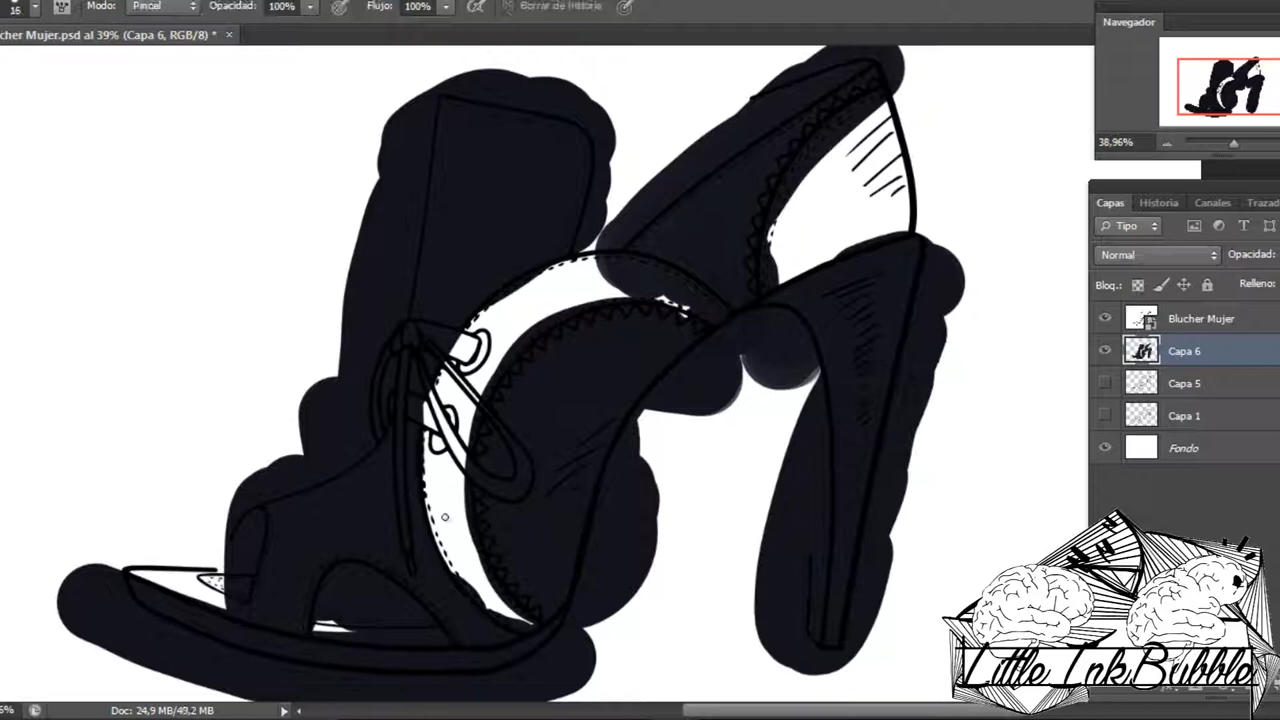 16 Modo: Pincel Opacidad: 100% Flujo: 100% Borrar de historia
cher Mujer.psd al 39% (Capa 6, RGB/8) * ×
Navegador
38,96%
Capas Historia Canales Trazad
Tipo
Normal Opacidad:
Bloq.: Relleno:
Blucher Mujer
Capa 6
Capa 5
Capa 1
Fondo
Little InkBubble
6% Doc: 24,9 MB/49,2 MB